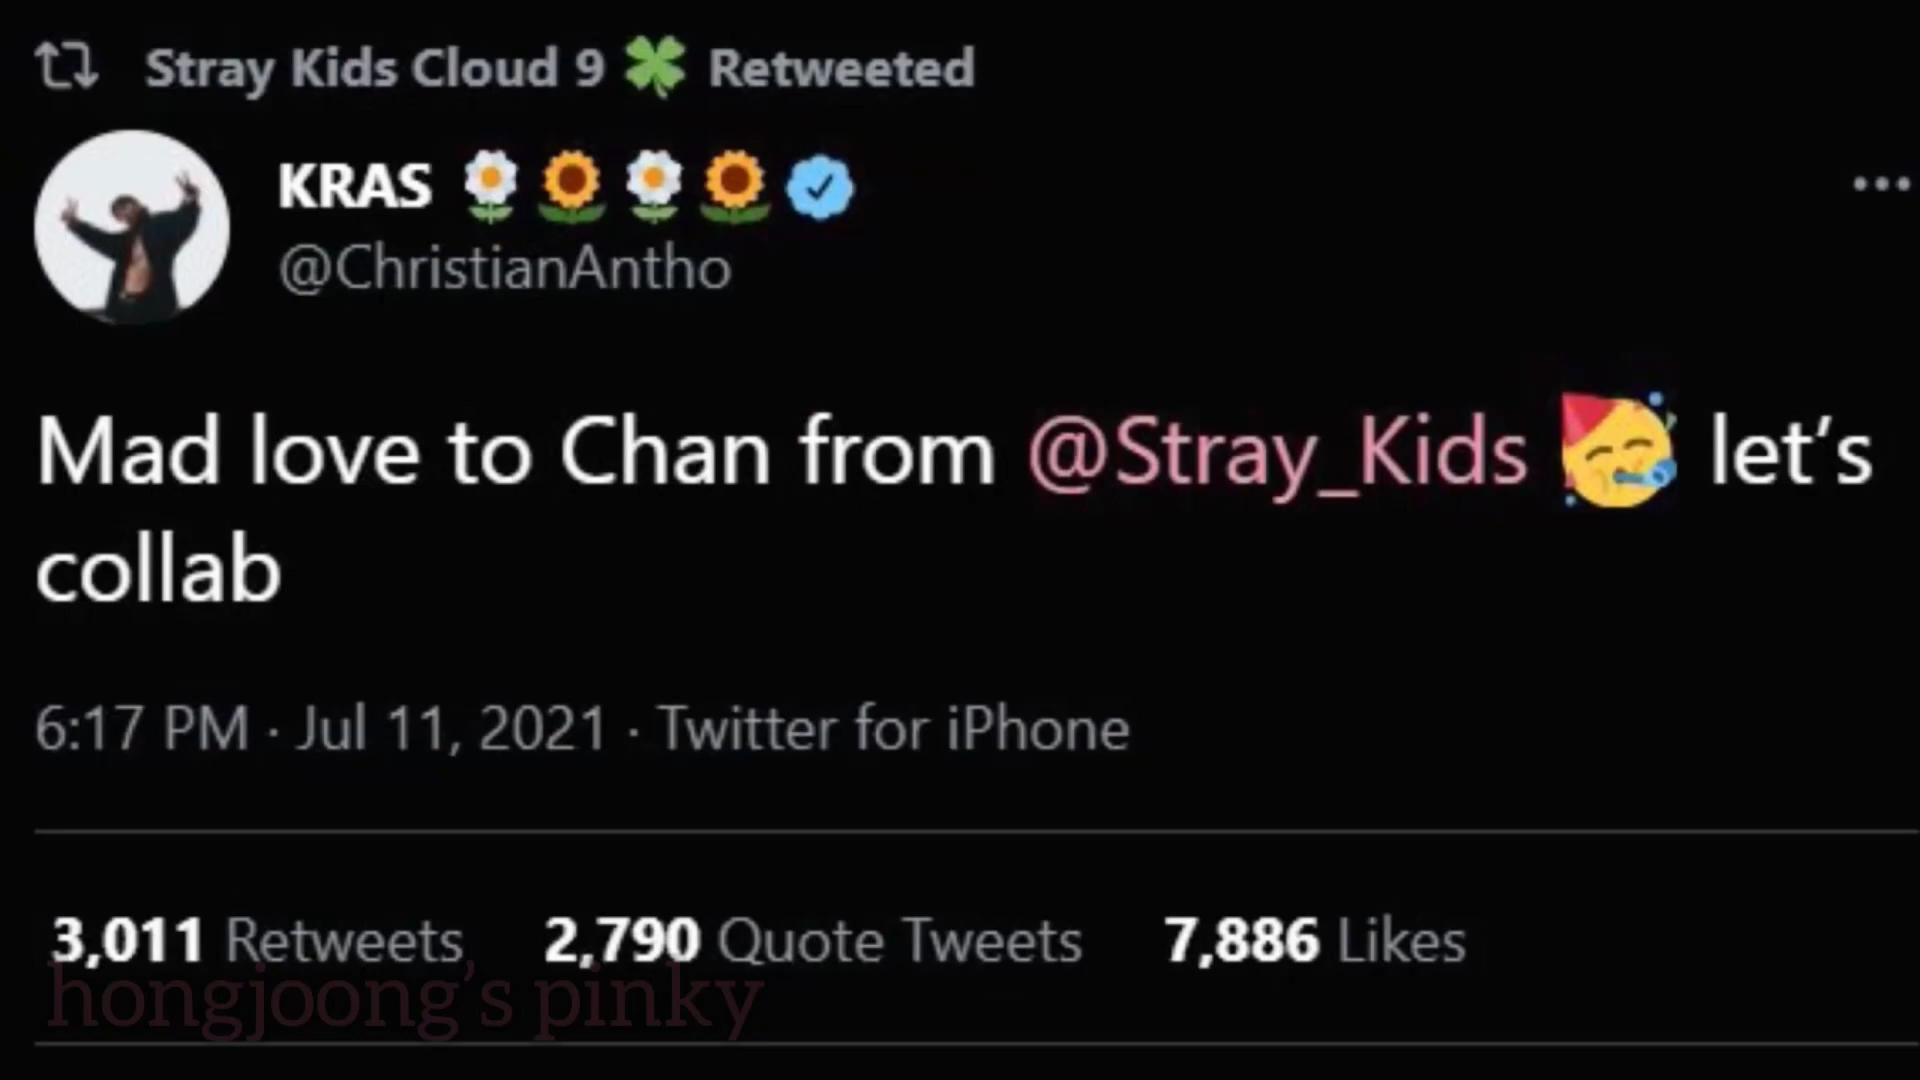 Stray Kids Cloud 9 🍀 Retweeted
KRAS 🌼🌻🌼🌻
@ChristianAntho
Mad love to Chan from @Stray_Kids 🥳 let’s
collab
6:17 PM · Jul 11, 2021 · Twitter for iPhone
3,011 Retweets 2,790 Quote Tweets 7,886 Likes
hongjoong’s pinky